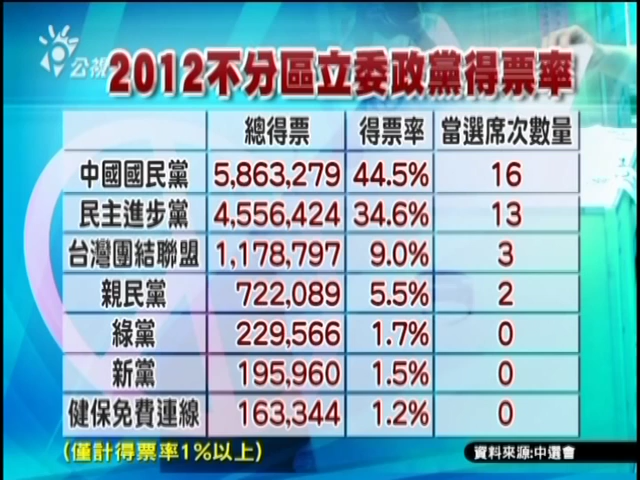 公視
2012不分區立委政黨得票率
總得票 得票率 當選席次數量
中國國民黨 5,863,279 44.5% 16
民主進步黨 4,556,424 34.6% 13
台灣團結聯盟 1,178,797 9.0% 3
親民黨 722,089 5.5% 2
綠黨 229,566 1.7% 0
新黨 195,960 1.5% 0
健保免費連線 163,344 1.2% 0
(僅計得票率1%以上)
資料來源:中選會